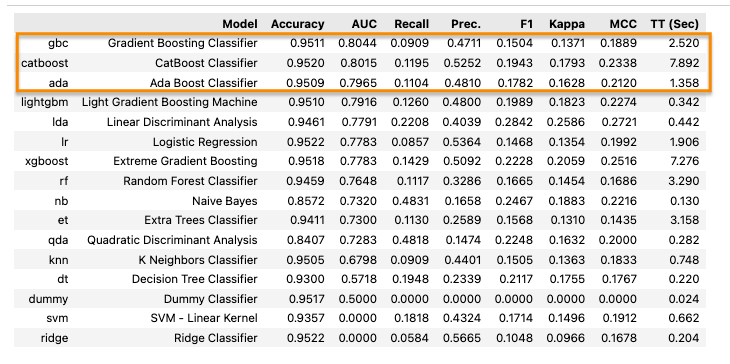 Model Accuracy AUC Recall Prec. F1 Kappa MCC TT (Sec)
gbc Gradient Boosting Classifier 0.9511 0.8044 0.0909 0.4711 0.1504 0.1371 0.1889 2.520
catboost CatBoost Classifier 0.9520 0.8015 0.1195 0.5252 0.1943 0.1793 0.2338 7.892
ada Ada Boost Classifier 0.9509 0.7965 0.1104 0.4810 0.1782 0.1628 0.2120 1.358
lightgbm Light Gradient Boosting Machine 0.9510 0.7916 0.1260 0.4800 0.1989 0.1823 0.2274 0.342
lda Linear Discriminant Analysis 0.9461 0.7791 0.2208 0.4039 0.2842 0.2586 0.2721 0.442
lr Logistic Regression 0.9522 0.7783 0.0857 0.5364 0.1468 0.1354 0.1992 1.906
xgboost Extreme Gradient Boosting 0.9518 0.7783 0.1429 0.5092 0.2228 0.2059 0.2516 7.276
rf Random Forest Classifier 0.9459 0.7648 0.1117 0.3286 0.1665 0.1454 0.1686 3.290
nb Naive Bayes 0.8572 0.7320 0.4831 0.1658 0.2467 0.1883 0.2216 0.130
et Extra Trees Classifier 0.9411 0.7300 0.1130 0.2589 0.1568 0.1310 0.1435 3.158
qda Quadratic Discriminant Analysis 0.8407 0.7283 0.4818 0.1474 0.2248 0.1632 0.2000 0.282
knn K Neighbors Classifier 0.9505 0.6798 0.0909 0.4401 0.1505 0.1363 0.1833 0.748
dt Decision Tree Classifier 0.9300 0.5718 0.1948 0.2339 0.2117 0.1755 0.1767 0.220
dummy Dummy Classifier 0.9517 0.5000 0.0000 0.0000 0.0000 0.0000 0.0000 0.024
svm SVM - Linear Kernel 0.9357 0.0000 0.1818 0.4324 0.1714 0.1496 0.1912 0.662
ridge Ridge Classifier 0.9522 0.0000 0.0584 0.5665 0.1048 0.0966 0.1678 0.204